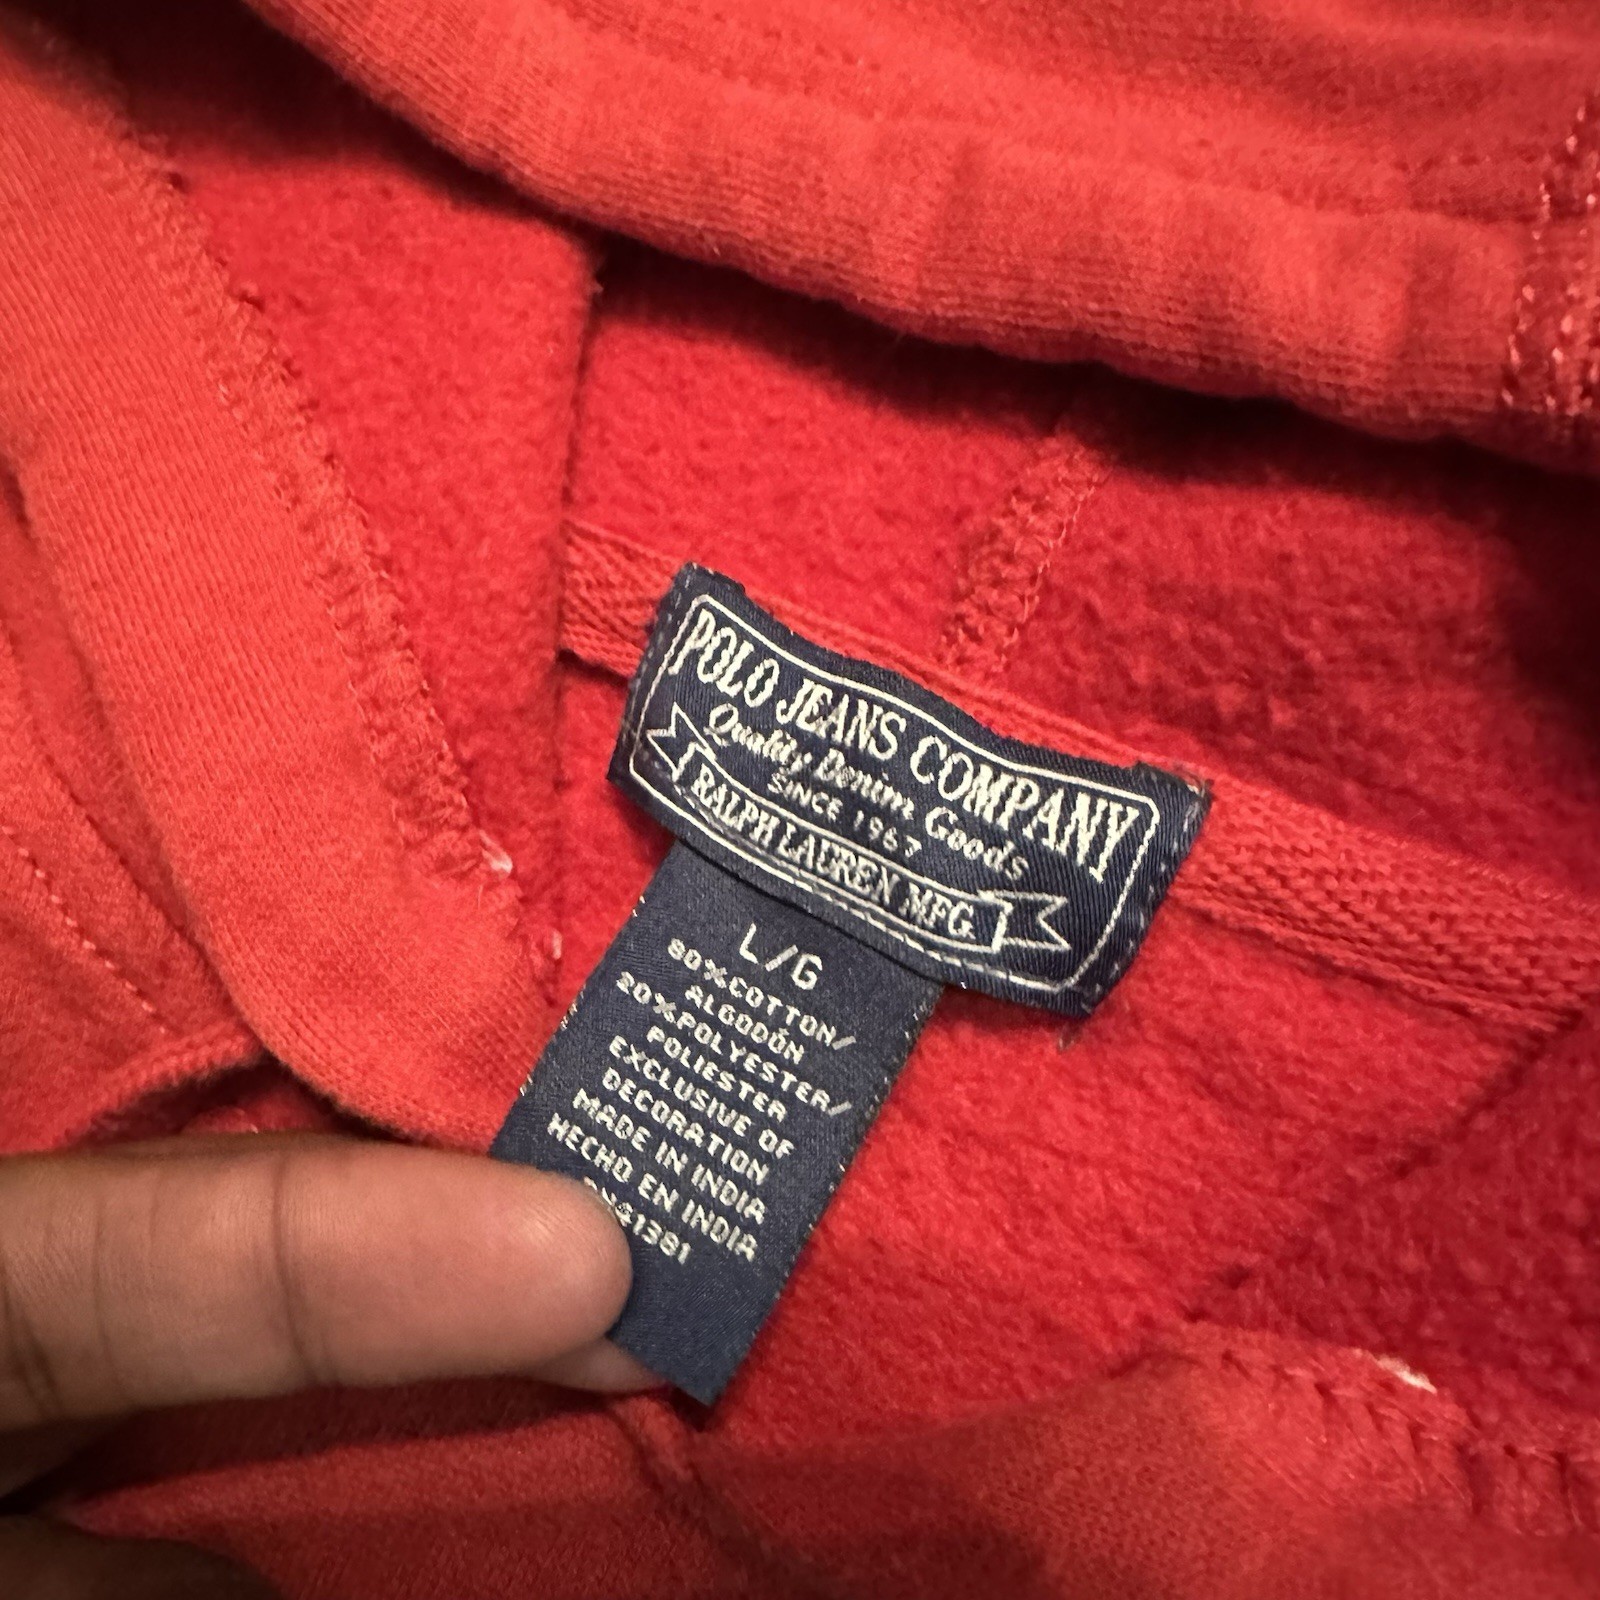 POLO JEANS COMPANY
Quality Denim Goods
SINCE 1967
RALPH LAUREN MFG.
L/G
80%COTTON/
ALGODÓN
20%POLYESTER/
POLIESTER
EXCLUSIVE OF
DECORATION
MADE IN INDIA
HECHO EN INDIA